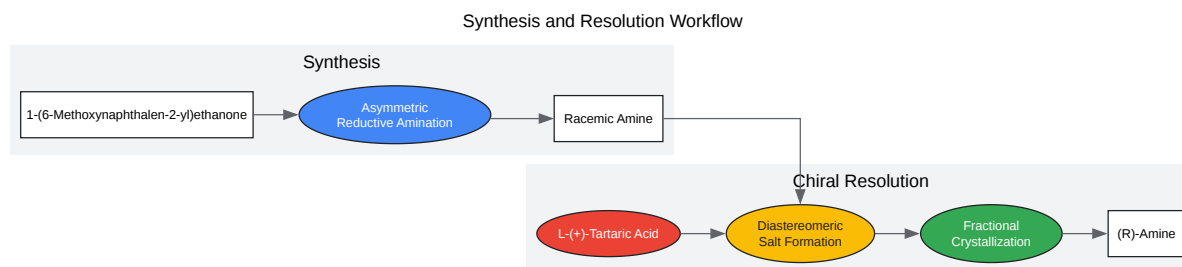 Synthesis and Resolution Workflow
Synthesis
1-(6-Methoxynaphthalen-2-yl)ethanone
Asymmetric
Reductive Amination
Racemic Amine
Chiral Resolution
L-(+)-Tartaric Acid
Diastereomeric
Salt Formation
Fractional
Crystallization
(R)-Amine